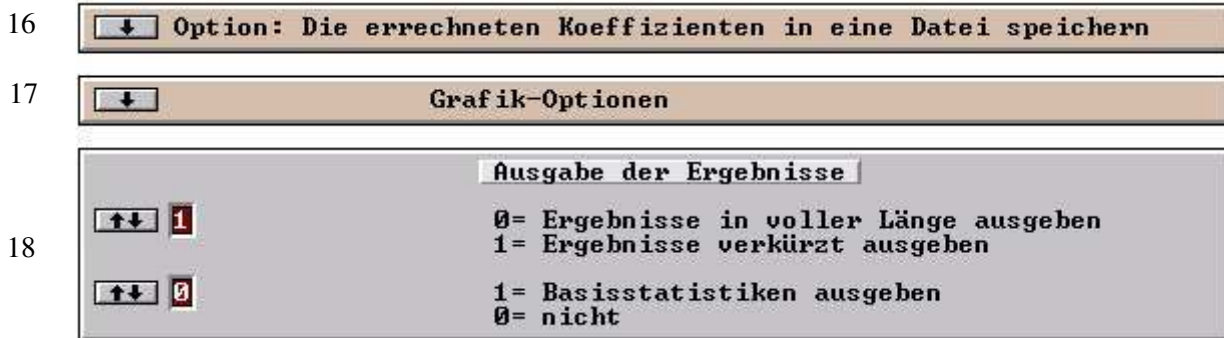 16 Option: Die errechneten Koeffizienten in eine Datei speichern
17 Grafik-Optionen
Ausgabe der Ergebnisse
1 0= Ergebnisse in voller Länge ausgeben
1= Ergebnisse verkürzt ausgeben
18
0 1= Basisstatistiken ausgeben
0= nicht